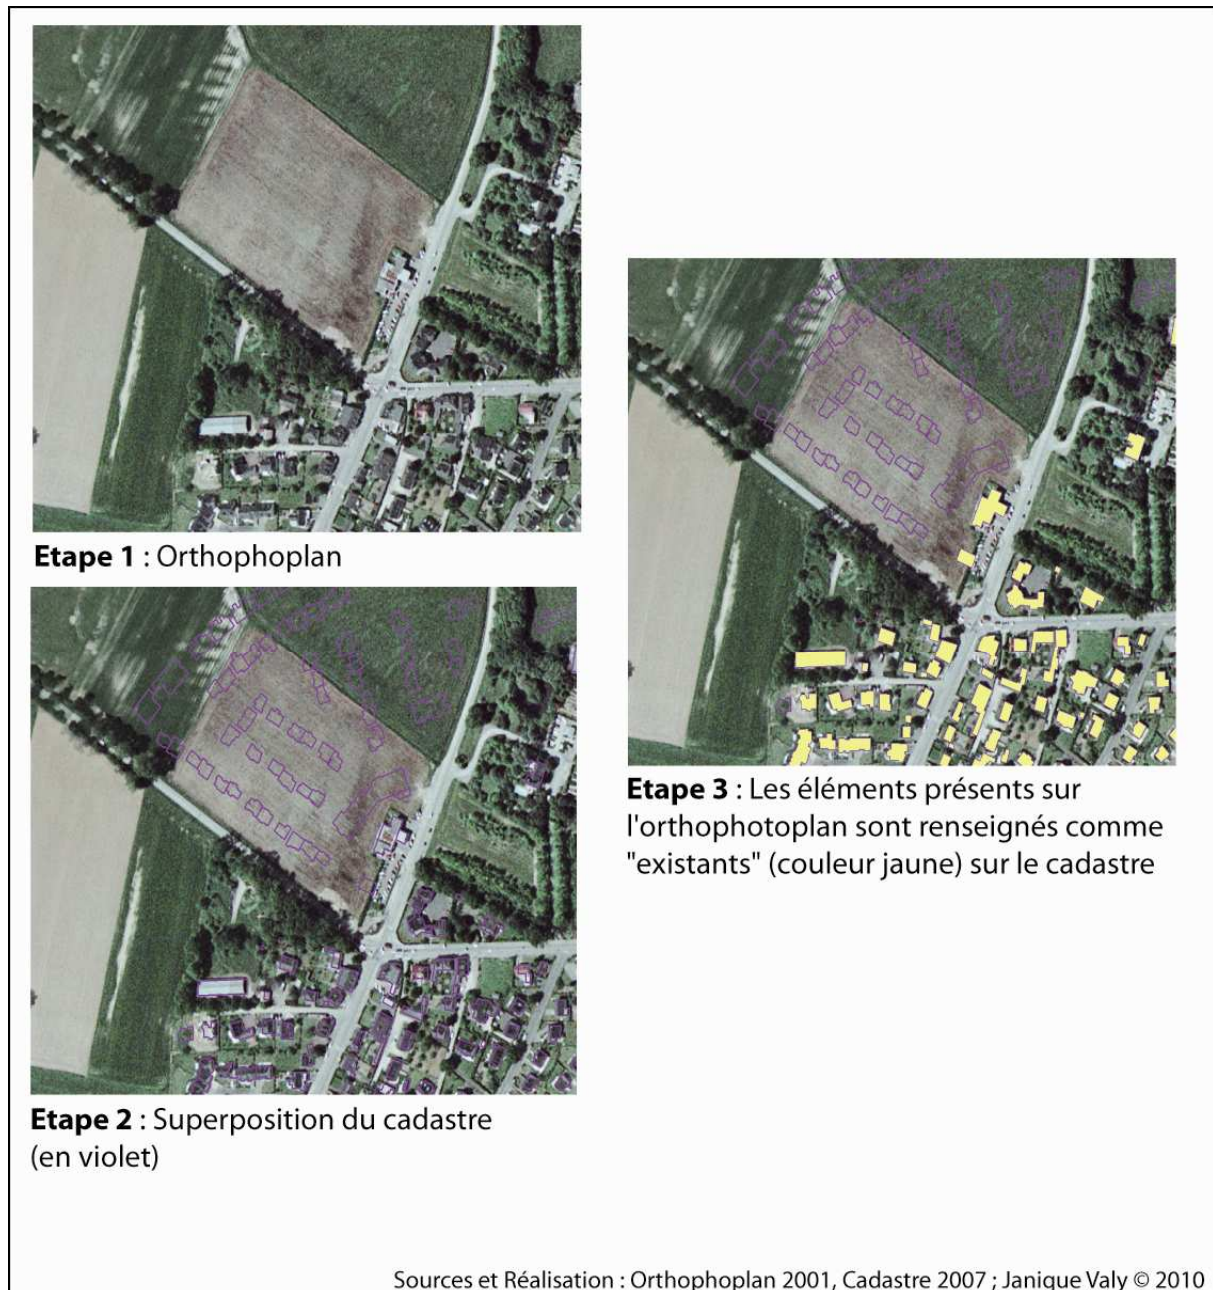 Etape 1 : Orthophoplan
Etape 2 : Superposition du cadastre
(en violet)
Etape 3 : Les éléments présents sur
l'orthophotoplan sont renseignés comme
"existants" (couleur jaune) sur le cadastre
Sources et Réalisation : Orthophoplan 2001, Cadastre 2007 ; Janique Valy © 2010